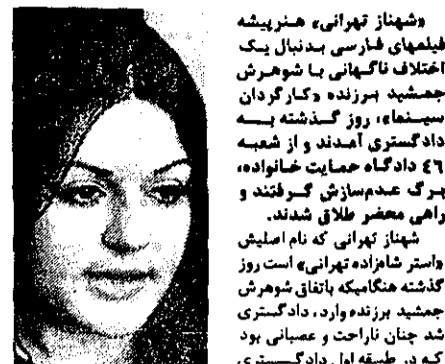 «شهناز تهرانی» هنرپیشه
فیلمهای فارسی بدنبال یک
اختلاف ناگهانی با شوهرش
جمشید برزنده «کارگردان
سینما»، روز گذشته به
دادگستری آمدند و از شعبه
٤٦ دادگاه حمایت خانواده،
برگ عدم‌سازش گرفتند و
راهی محضر طلاق شدند.
شهناز تهرانی که نام اصلیش
«استر شاهزاده تهرانی» است روز
گذشته هنگامیکه باتفاق شوهرش
جمشید برزنده وارد، دادگستری
شد چنان ناراحت و عصبانی بود
که در طبقه اول دادگستری